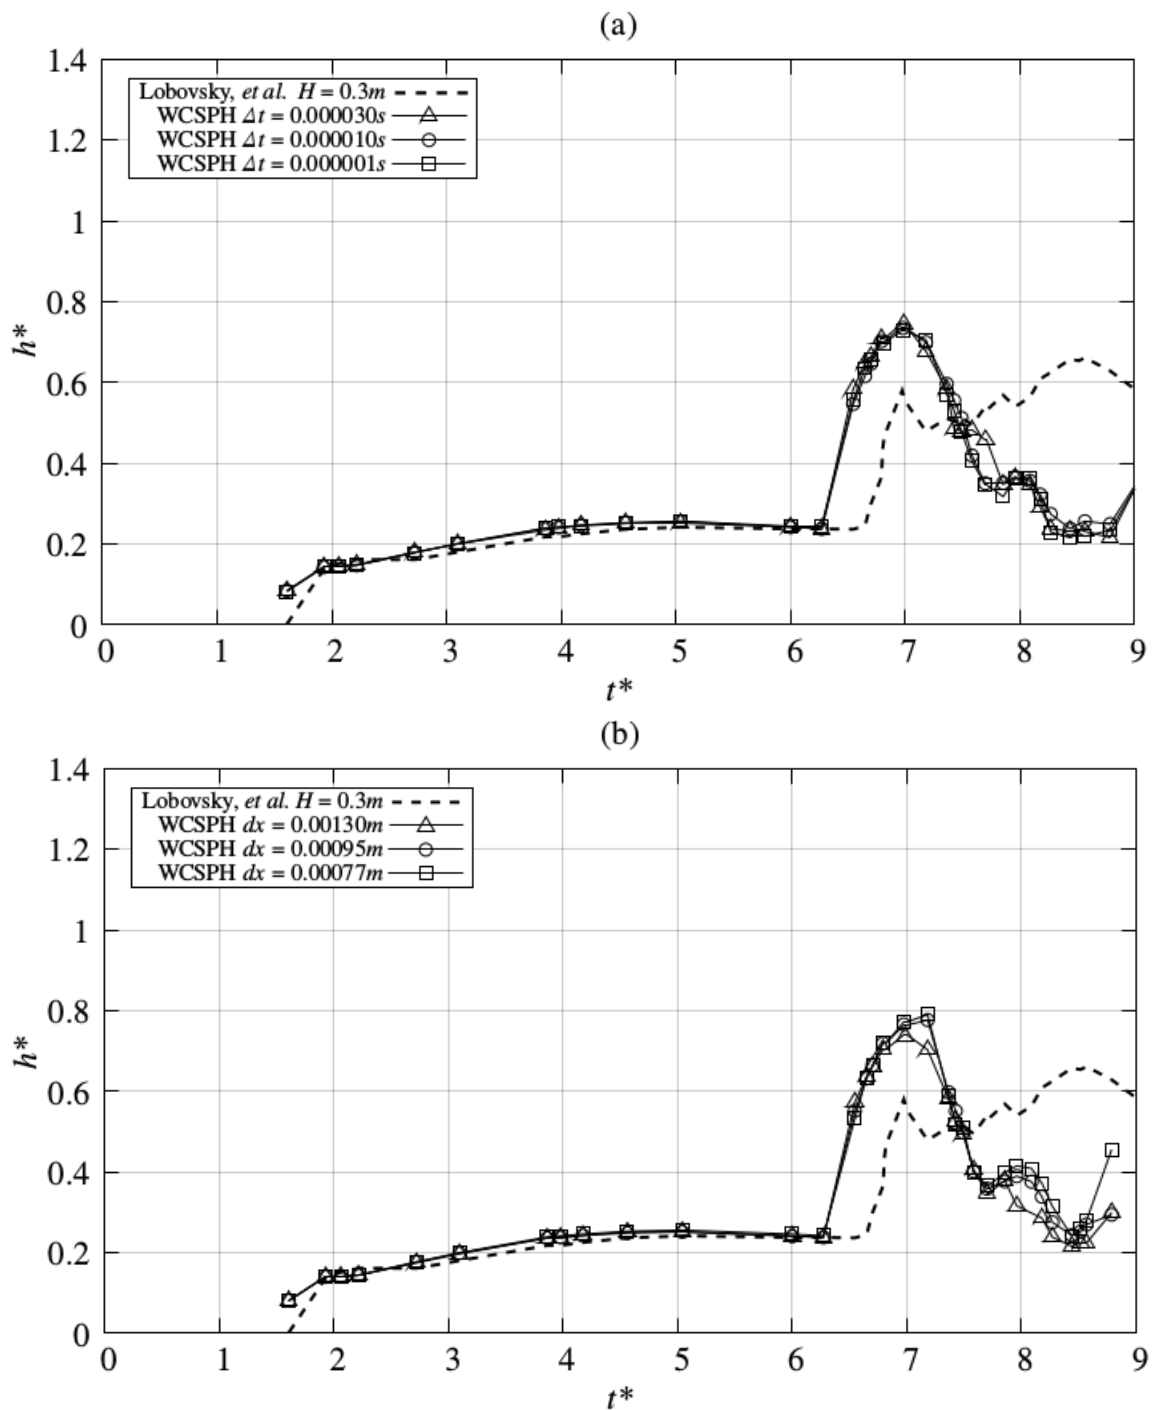 (a)
1.4
1.2
1
0.8
0.6
0.4
0.2
0
h*
Lobovsky, et al. H = 0.3m
WCSPH Δt = 0.000030s
WCSPH Δt = 0.000010s
WCSPH Δt = 0.000001s
0 1 2 3 4 5 6 7 8 9
t*
(b)
1.4
1.2
1
0.8
0.6
0.4
0.2
0
h*
Lobovsky, et al. H = 0.3m
WCSPH dx = 0.00130m
WCSPH dx = 0.00095m
WCSPH dx = 0.00077m
0 1 2 3 4 5 6 7 8 9
t*